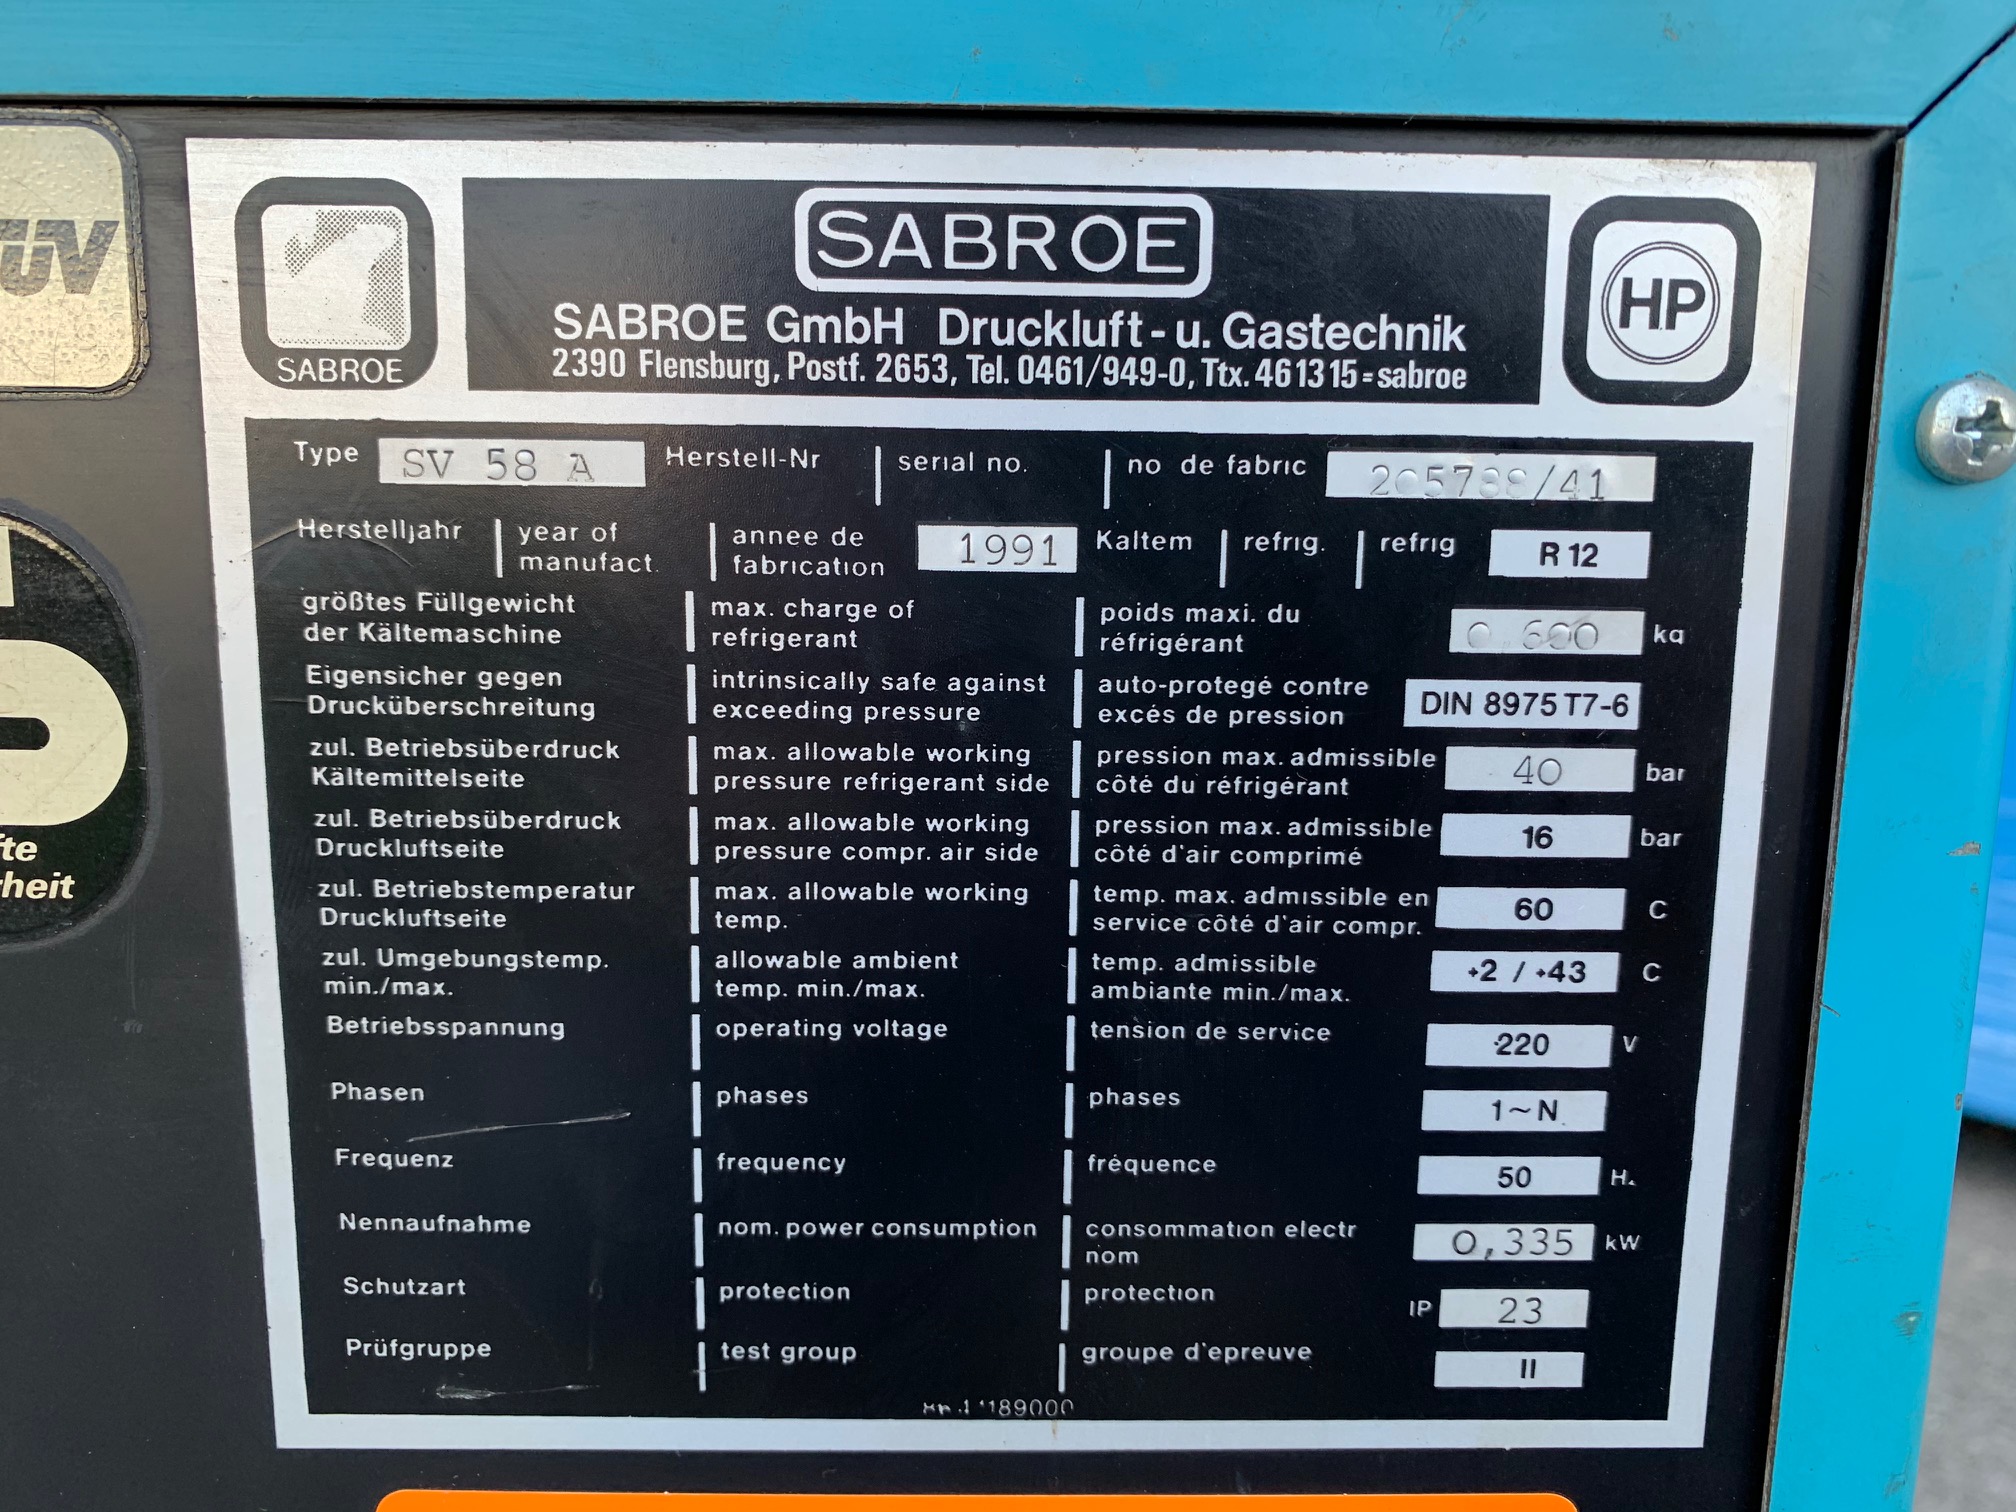 TÜV
SABROE
SABROE
HP
SABROE GmbH Druckluft - u. Gastechnik
2390 Flensburg, Postf. 2653, Tel. 0461/949-0, Ttx. 461315=sabroe
Type SV 58 A Herstell-Nr serial no. no de fabric
Herstelljahr year of manufact. annee de fabrication 1991 Kaltem refrig. refrig R 12
größtes Füllgewicht max. charge of poids maxi. du
der Kältemaschine refrigerant réfrigérant 0.600 kg
Eigensicher gegen intrinsically safe against auto-protegé contre
Drucküberschreitung exceeding pressure excés de pression DIN 8975 T7-6
zul. Betriebsüberdruck max. allowable working pression max. admissible
Kältemittelseite pressure refrigerant side côté du réfrigérant 40 bar
zul. Betriebsüberdruck max. allowable working pression max. admissible
Druckluftseite pressure compr. air side côté d'air comprimé 16 bar
zul. Betriebstemperatur max. allowable working temp. max. admissible en
Druckluftseite temp. service côté d'air compr. 60 C
zul. Umgebungstemp. allowable ambient temp. admissible
min./max. temp. min./max. ambiante min./max. +2 / +43 C
Betriebsspannung operating voltage tension de service 220 V
Phasen phases phases 1~N
Frequenz frequency fréquence 50
Nennaufnahme nom. power consumption consommation electr
nom 0,335 kW
Schutzart protection protection IP 23
Prüfgruppe test group groupe d'epreuve II